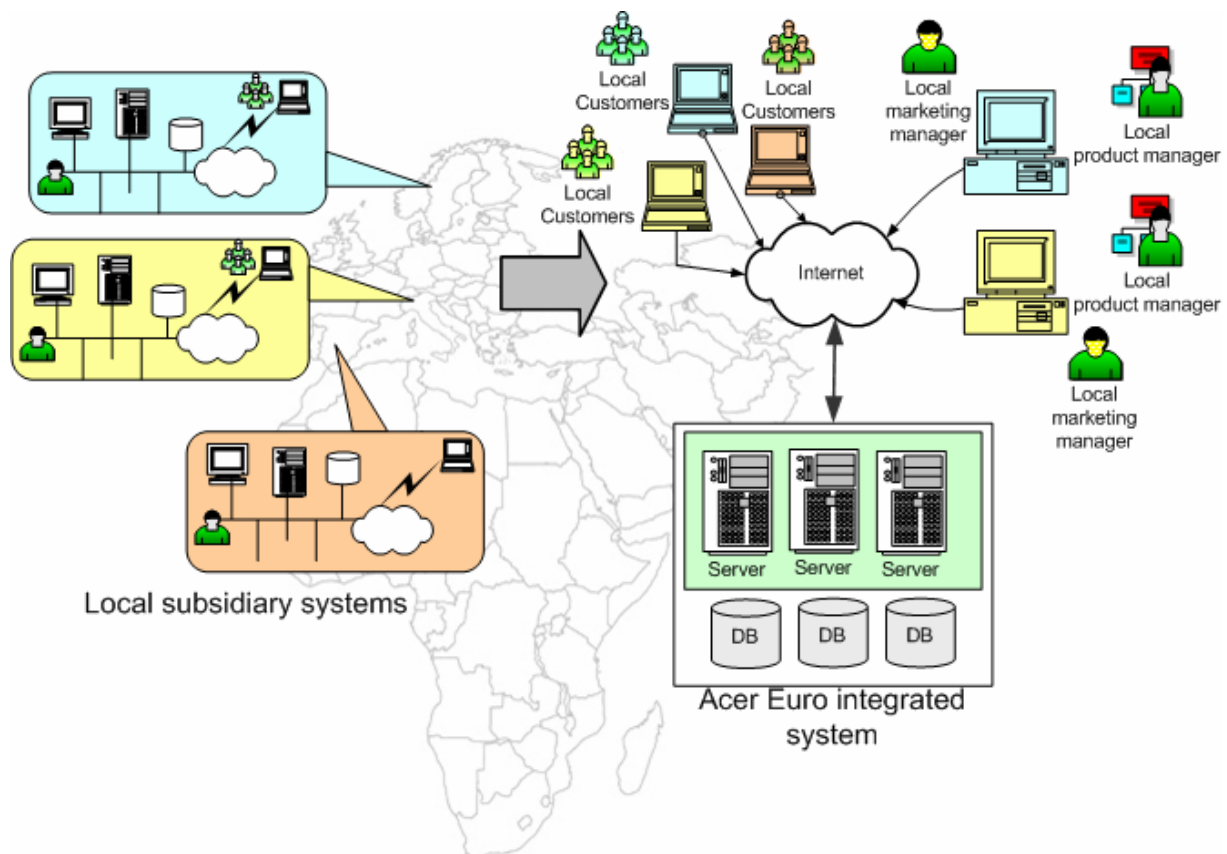 Local
Customers
Local
Customers
Local
Customers
Local
marketing
manager
Local
product manager
Local
product manager
Local
marketing
manager
Internet
Server
Server
Server
DB
DB
DB
Local subsidiary systems
Acer Euro integrated
system